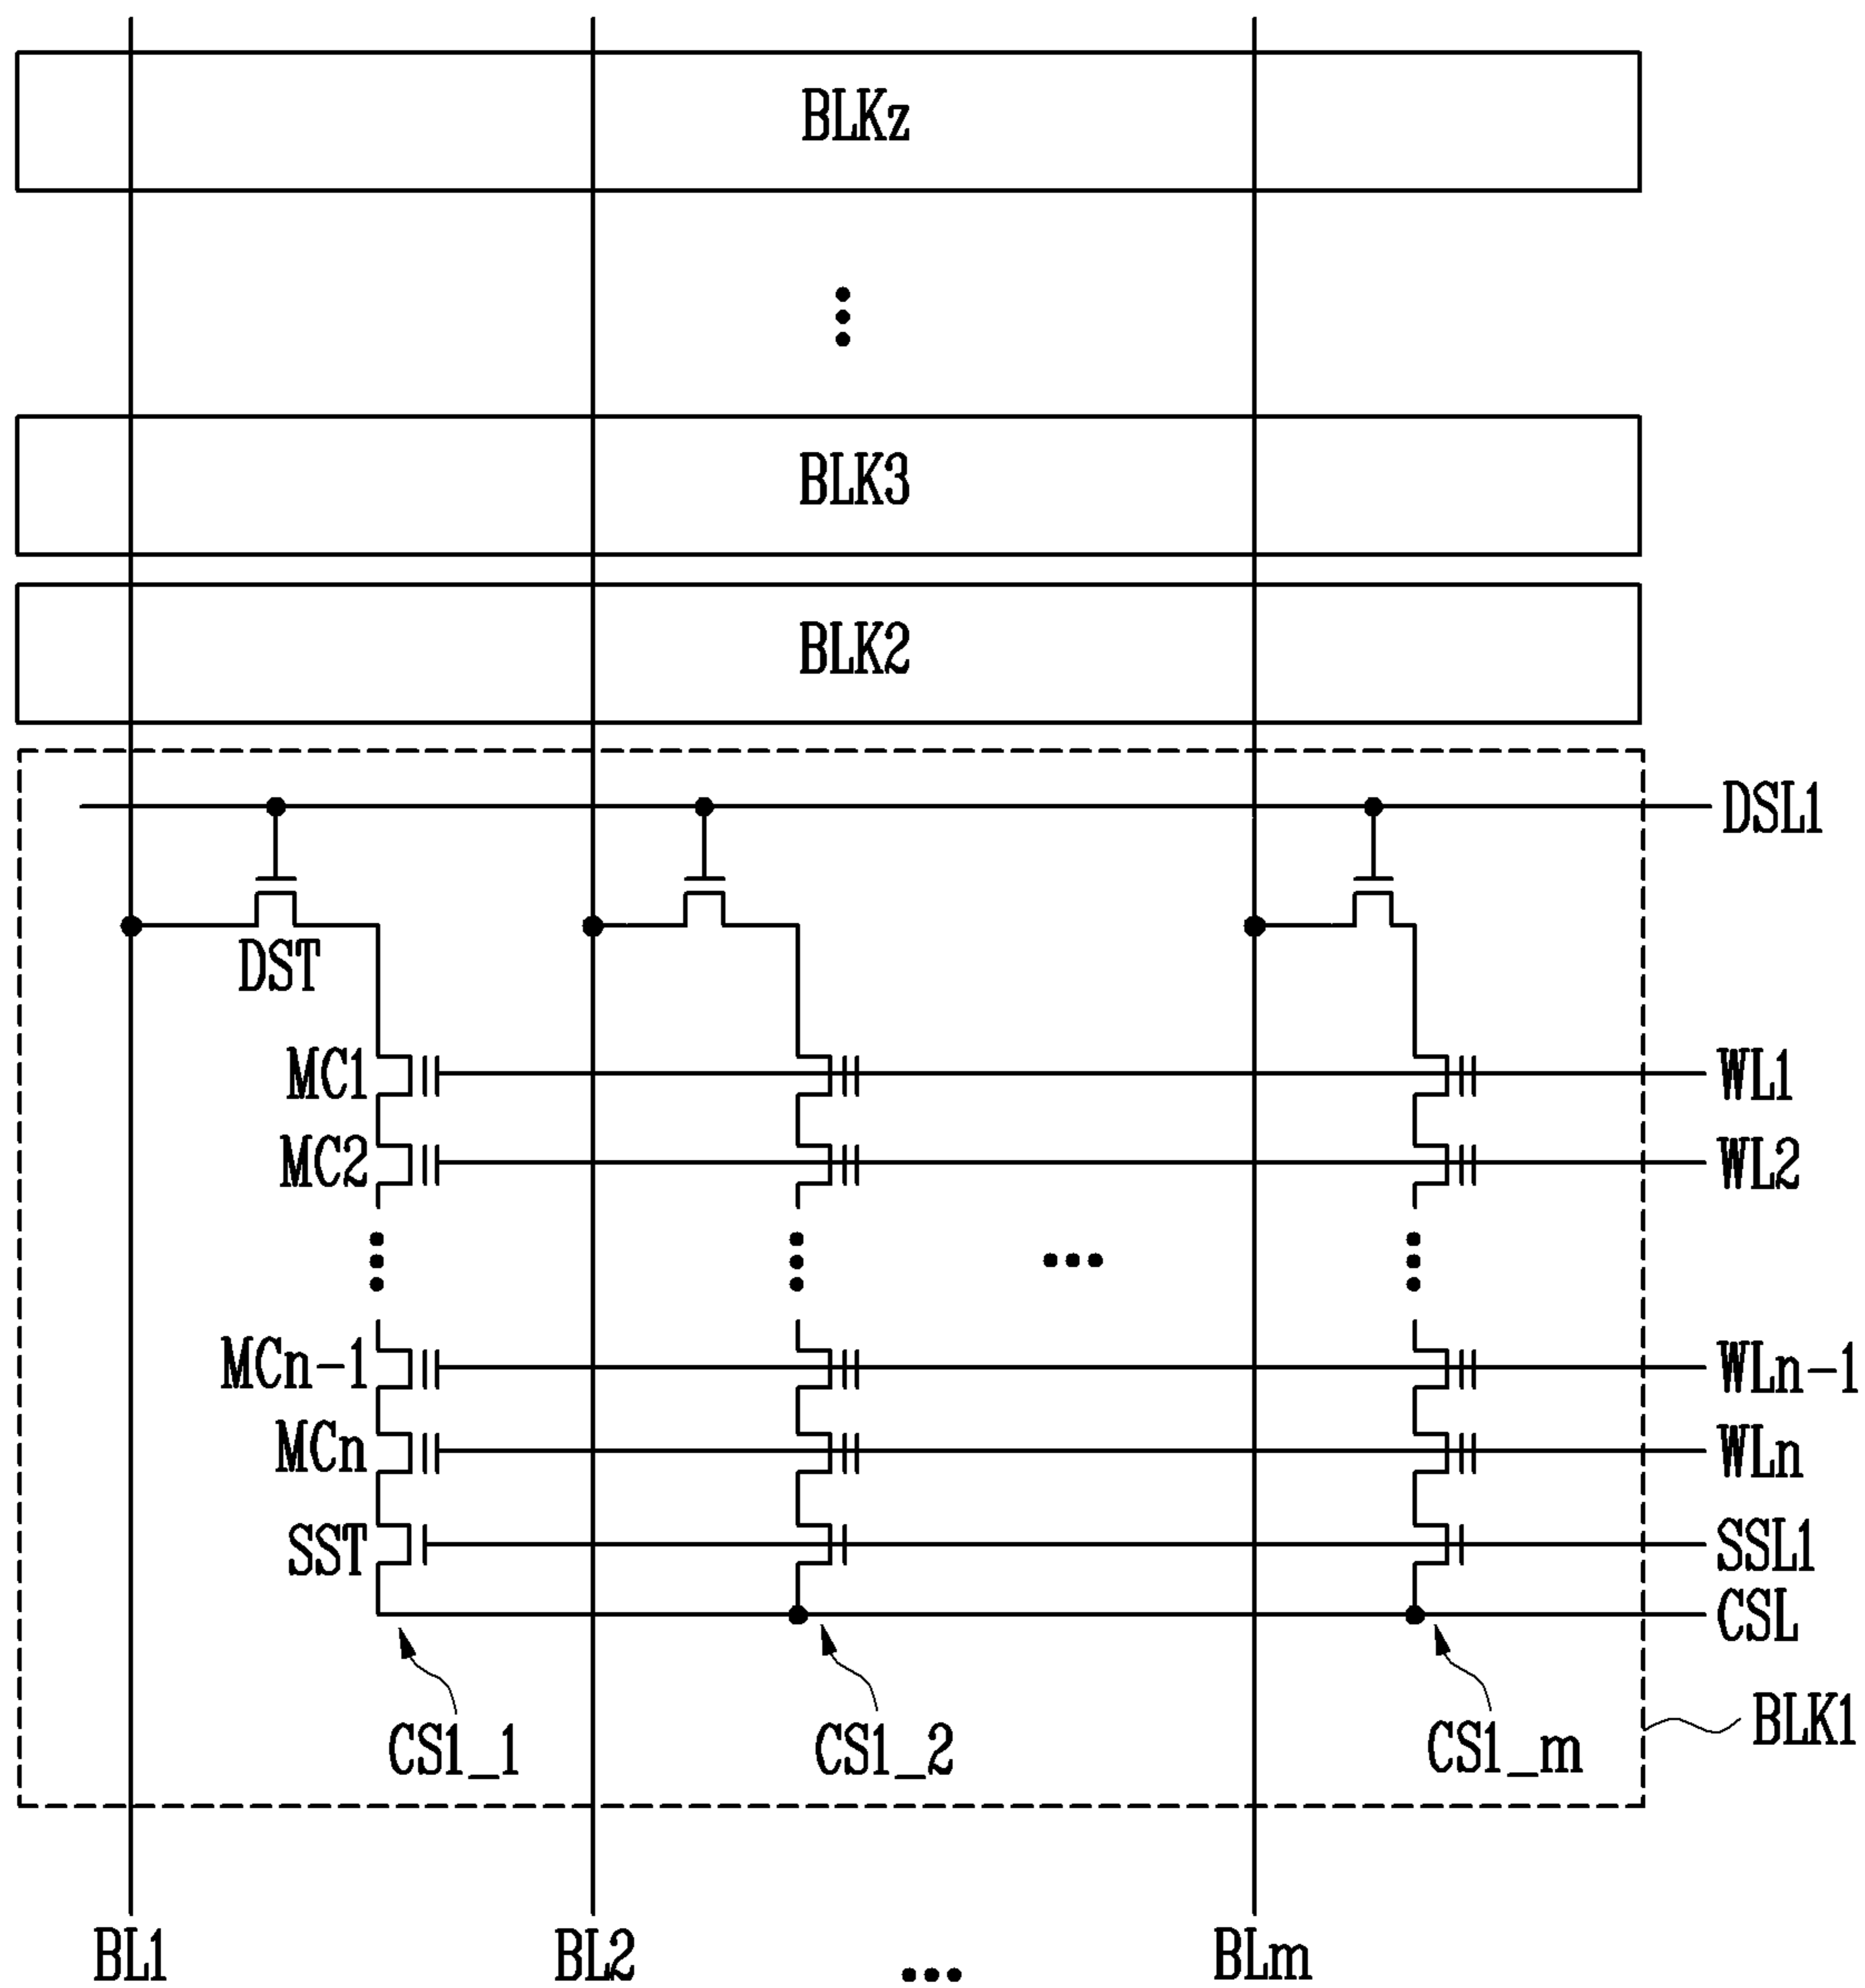 BLKz
BLK3
BLK2
DSL1
DST
MC1 WL1
MC2 WL2
MCn-1 WLn-1
MCn WLn
SST SSL1
CSL
BLK1
CS1_1 CS1_2 CS1_m
BL1 BL2 ... BLm